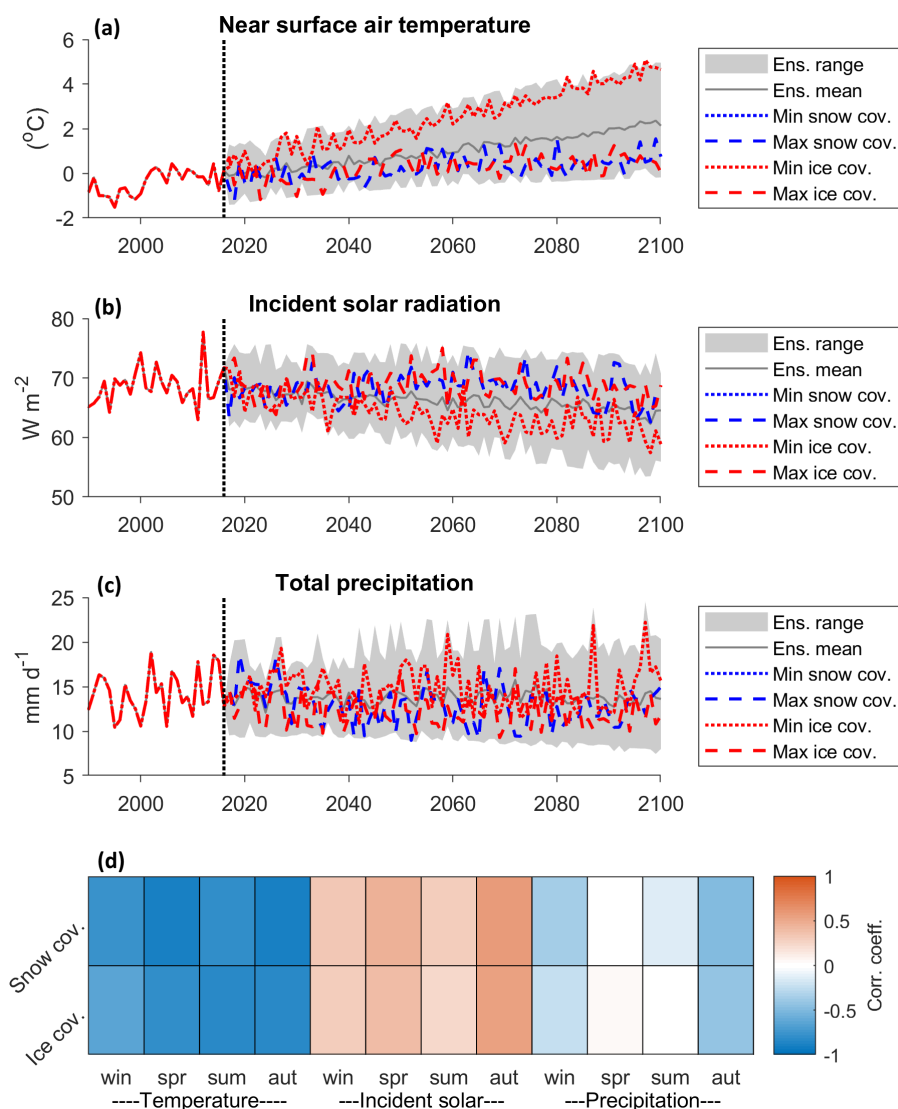 (a)
Near surface air temperature
6
4
2
0
-2
(°C)
2000
2020
2040
2060
2080
2100
Ens. range
Ens. mean
Min snow cov.
Max snow cov.
Min ice cov.
Max ice cov.
(b)
Incident solar radiation
80
70
60
50
W m⁻²
2000
2020
2040
2060
2080
2100
Ens. range
Ens. mean
Min snow cov.
Max snow cov.
Min ice cov.
Max ice cov.
(c)
Total precipitation
25
20
15
10
5
mm d⁻¹
2000
2020
2040
2060
2080
2100
Ens. range
Ens. mean
Min snow cov.
Max snow cov.
Min ice cov.
Max ice cov.
(d)
Snow cov.
Ice cov.
win spr sum aut win spr sum aut win spr sum aut
----Temperature---- ---Incident solar--- ---Precipitation---
1
0.5
0
-0.5
-1
Corr. coeff.